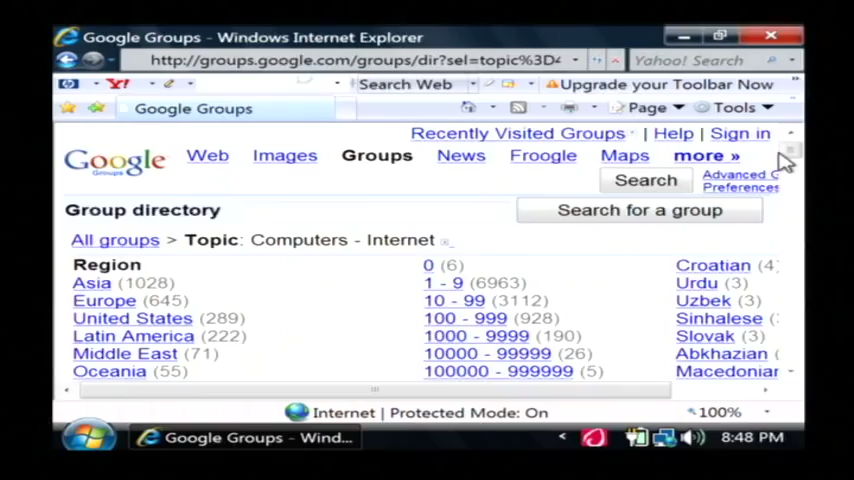 Google Groups - Windows Internet Explorer
http://groups.google.com/groups/dir?sel=topic%3D4
Yahoo! Search
hp Y! Search Web Upgrade your Toolbar Now
Google Groups Page Tools
Recently Visited Groups | Help | Sign in
Google Groups Web Images Groups News Froogle Maps more »
Search Advanced G
Preferences
Group directory Search for a group
All groups > Topic: Computers - Internet
Region 0 (6) Croatian (4)
Asia (1028) 1 - 9 (6963) Urdu (3)
Europe (645) 10 - 99 (3112) Uzbek (3)
United States (289) 100 - 999 (928) Sinhalese (
Latin America (222) 1000 - 9999 (190) Slovak (3)
Middle East (71) 10000 - 99999 (26) Abkhazian (
Oceania (55) 100000 - 999999 (5) Macedonian
Internet | Protected Mode: On 100%
Google Groups - Wind... < 8:48 PM